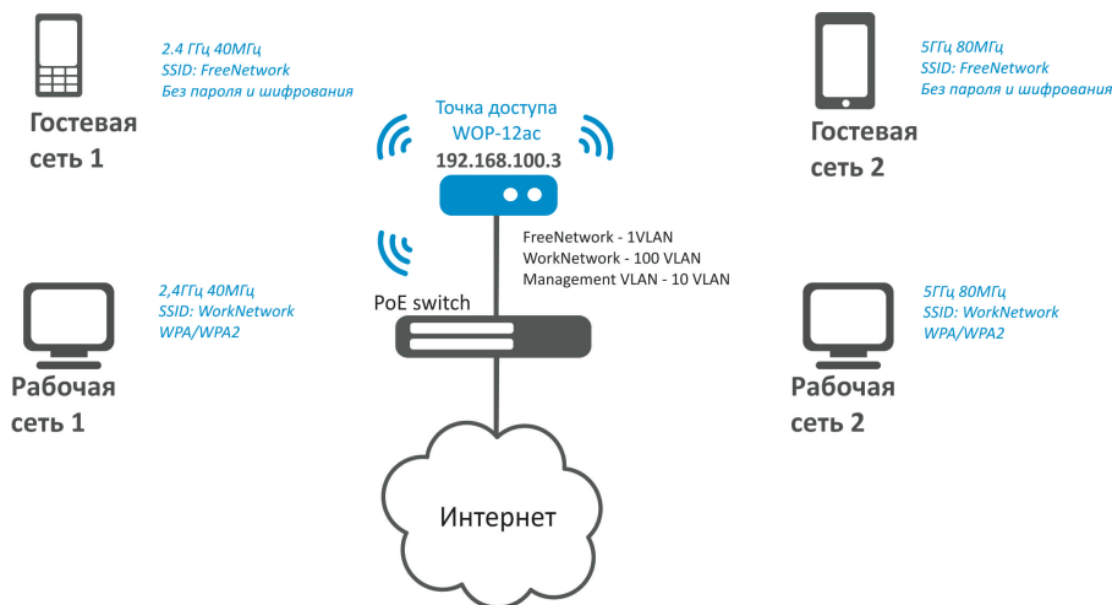 2.4 ГГц 40МГц
SSID: FreeNetwork
Без пароля и шифрования
Гостевая
сеть 1
Точка доступа
WOP-12ac
192.168.100.3
5ГГц 80МГц
SSID: FreeNetwork
Без пароля и шифрования
Гостевая
сеть 2
FreeNetwork - 1VLAN
WorkNetwork - 100 VLAN
Management VLAN - 10 VLAN
2,4ГГц 40МГц
SSID: WorkNetwork
WPA/WPA2
Рабочая
сеть 1
PoE switch
5ГГц 80МГц
SSID: WorkNetwork
WPA/WPA2
Рабочая
сеть 2
Интернет